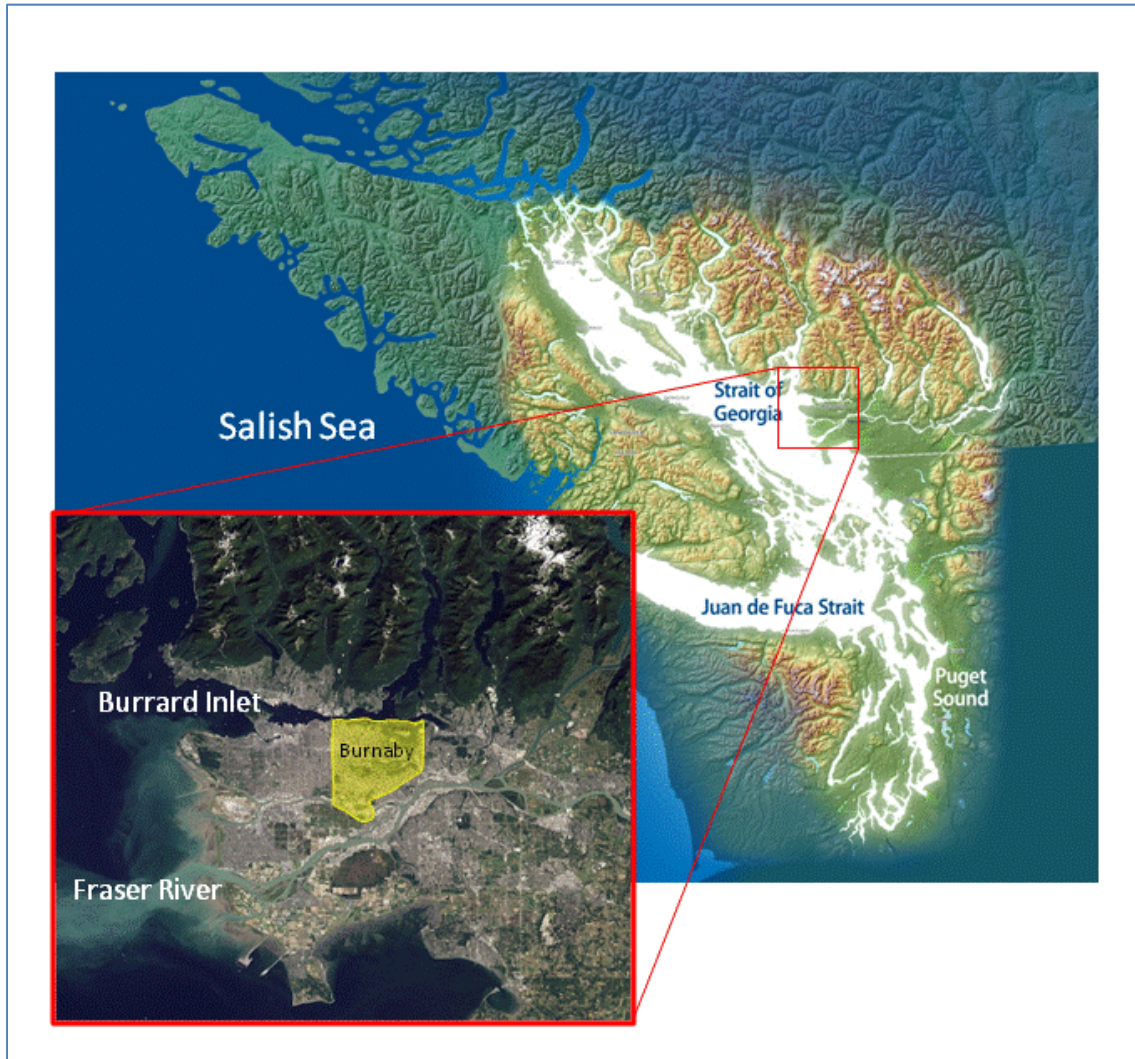 Strait of
Georgia
Salish Sea
Juan de Fuca Strait
Puget
Sound
Burrard Inlet
Burnaby
Fraser River